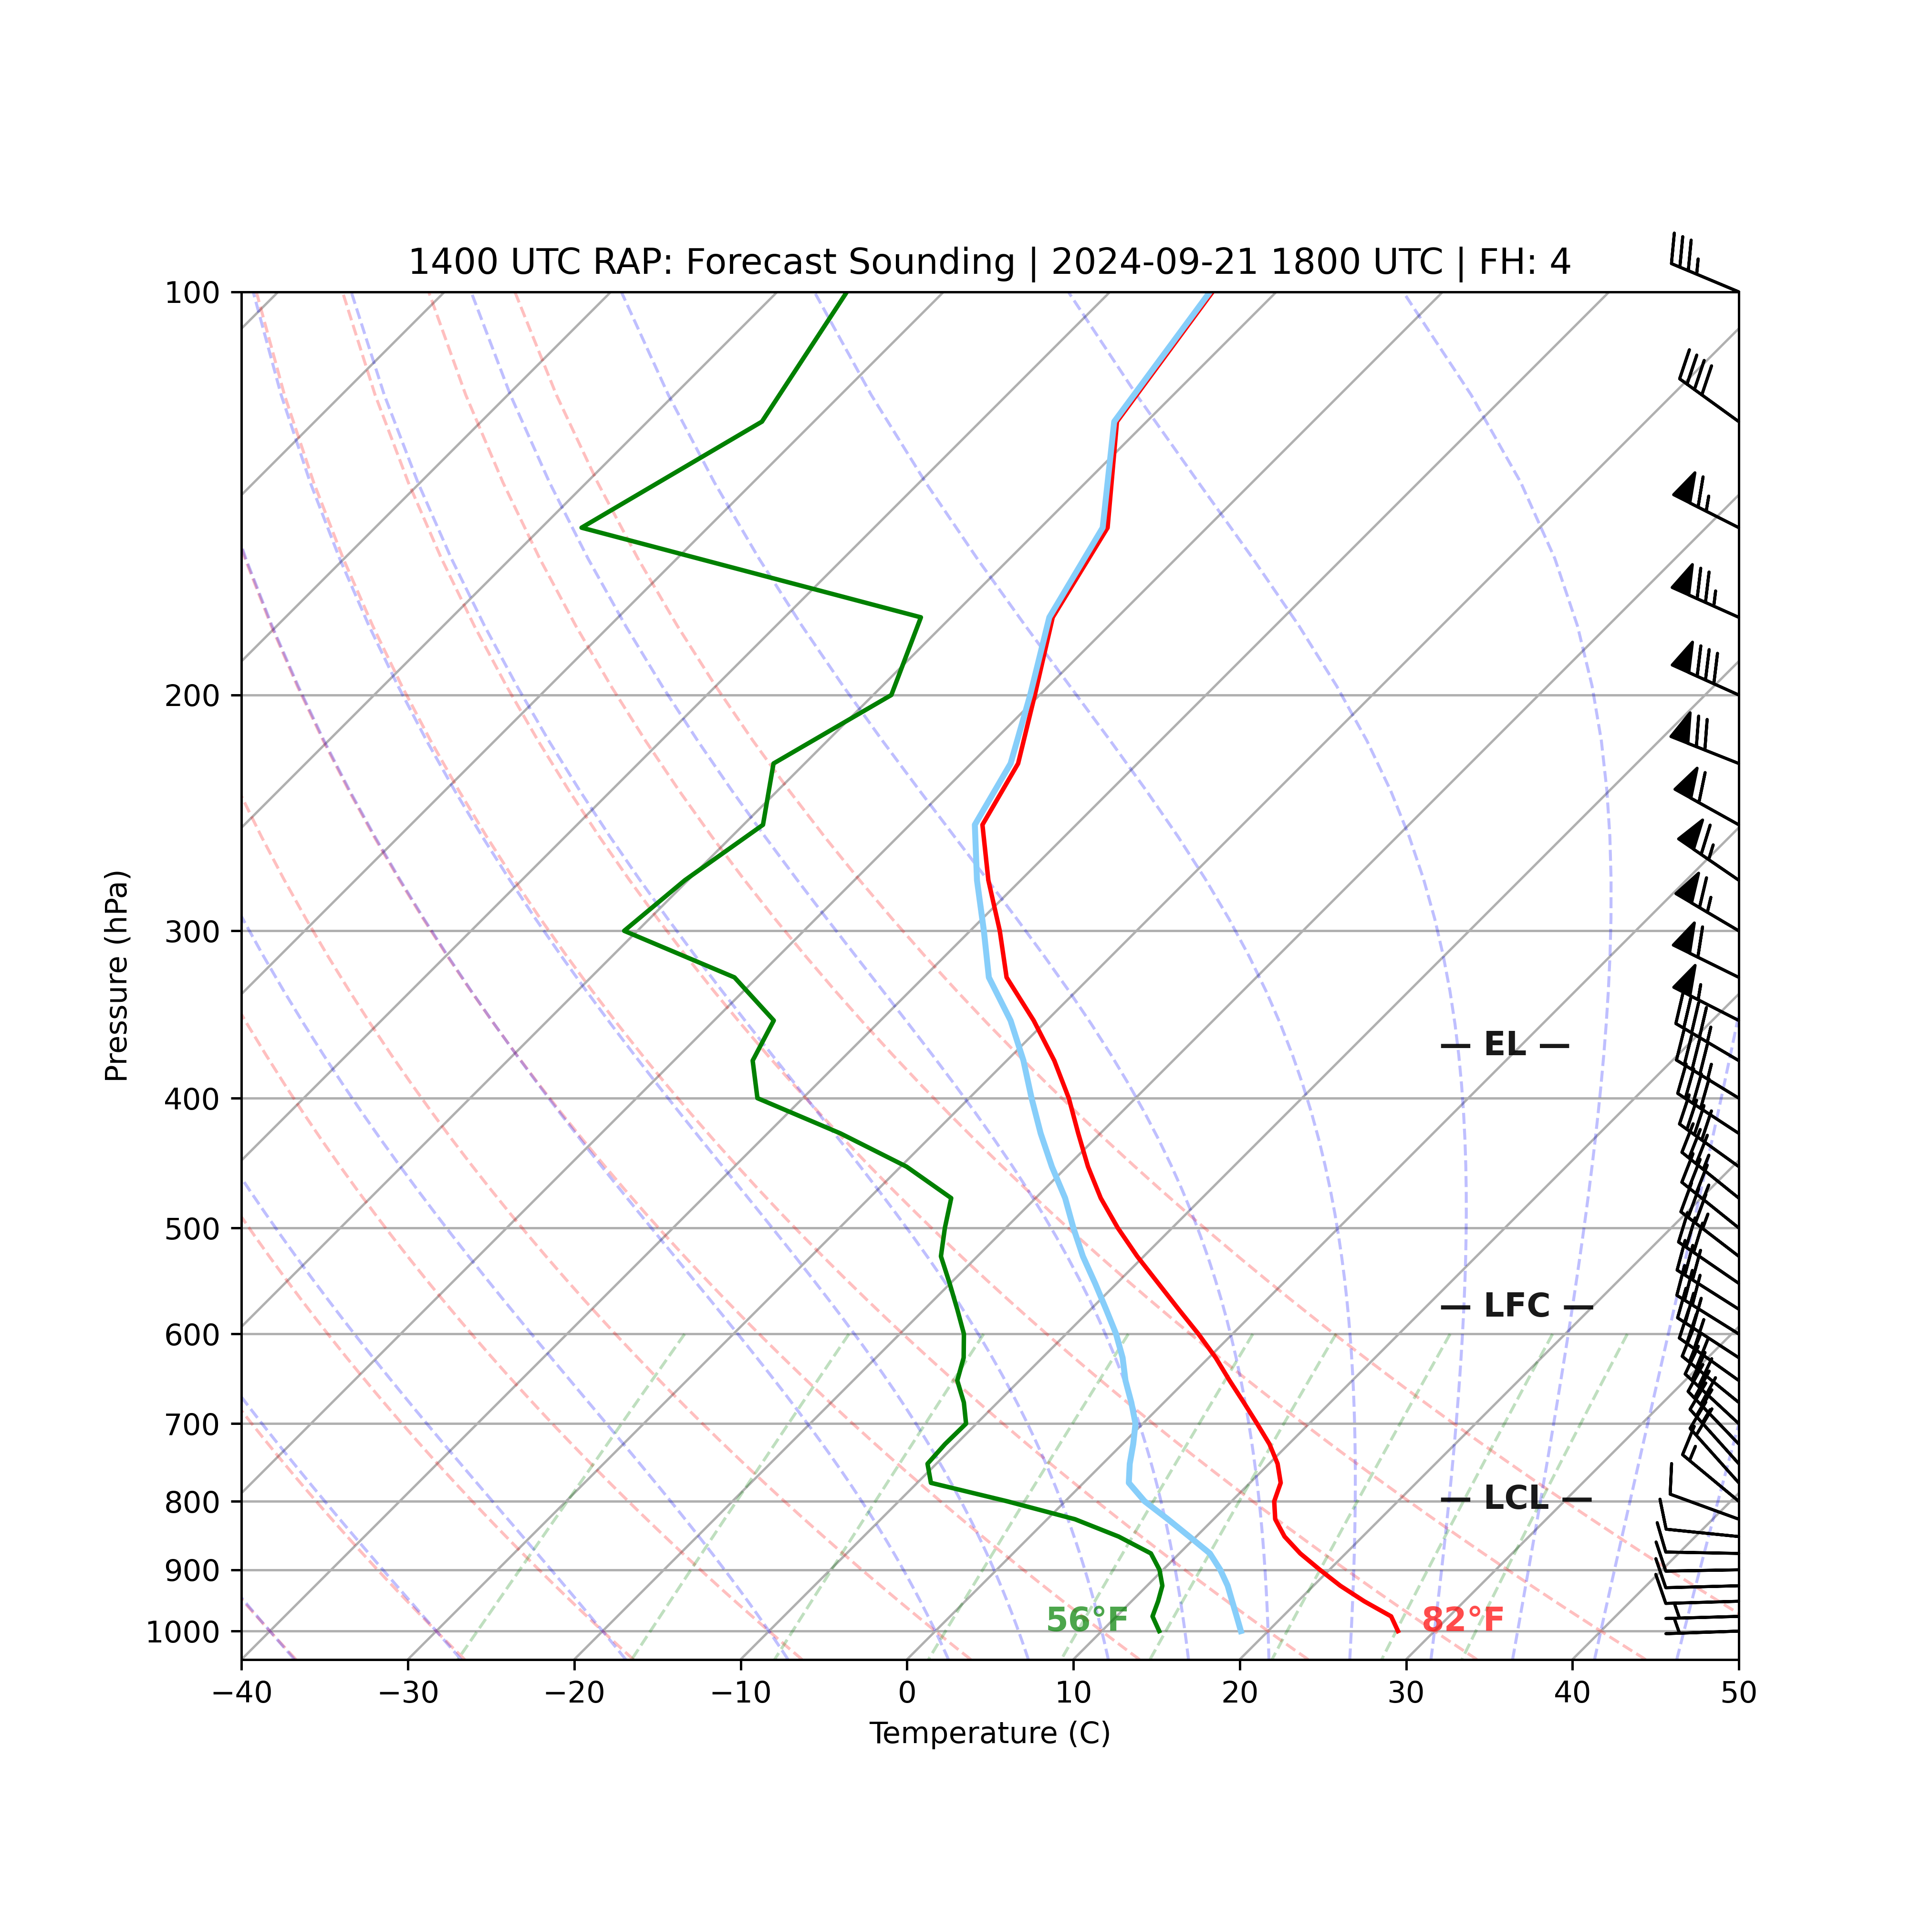 1400 UTC RAP: Forecast Sounding | 2024-09-21 1800 UTC | FH: 4
100
200
300
— EL —
400
500
— LFC —
600
700
800
— LCL —
900
56°F 82°F
1000
Pressure (hPa)
−40 −30 −20 −10 0 10 20 30 40 50
Temperature (C)